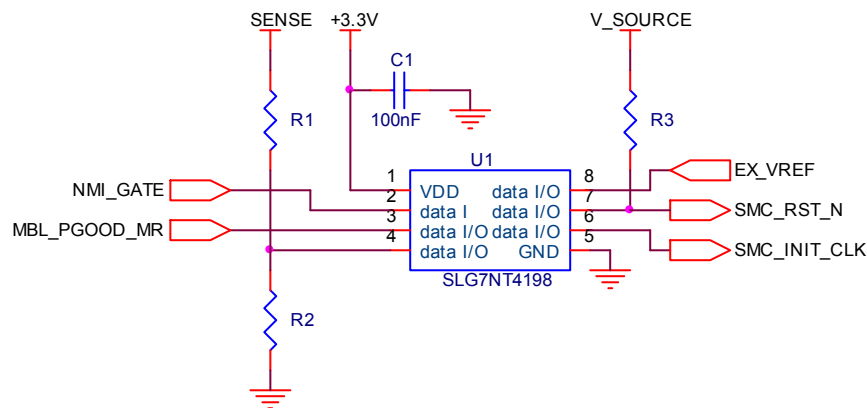 SENSE
+3.3V
V_SOURCE
C1
100nF
R1
R3
U1
NMI_GATE
MBL_PGOOD_MR
1
2
3
4
VDD
data I
data I/O
data I/O
data I/O
data I/O
data I/O
GND
8
7
6
5
EX_VREF
SMC_RST_N
SMC_INIT_CLK
SLG7NT4198
R2